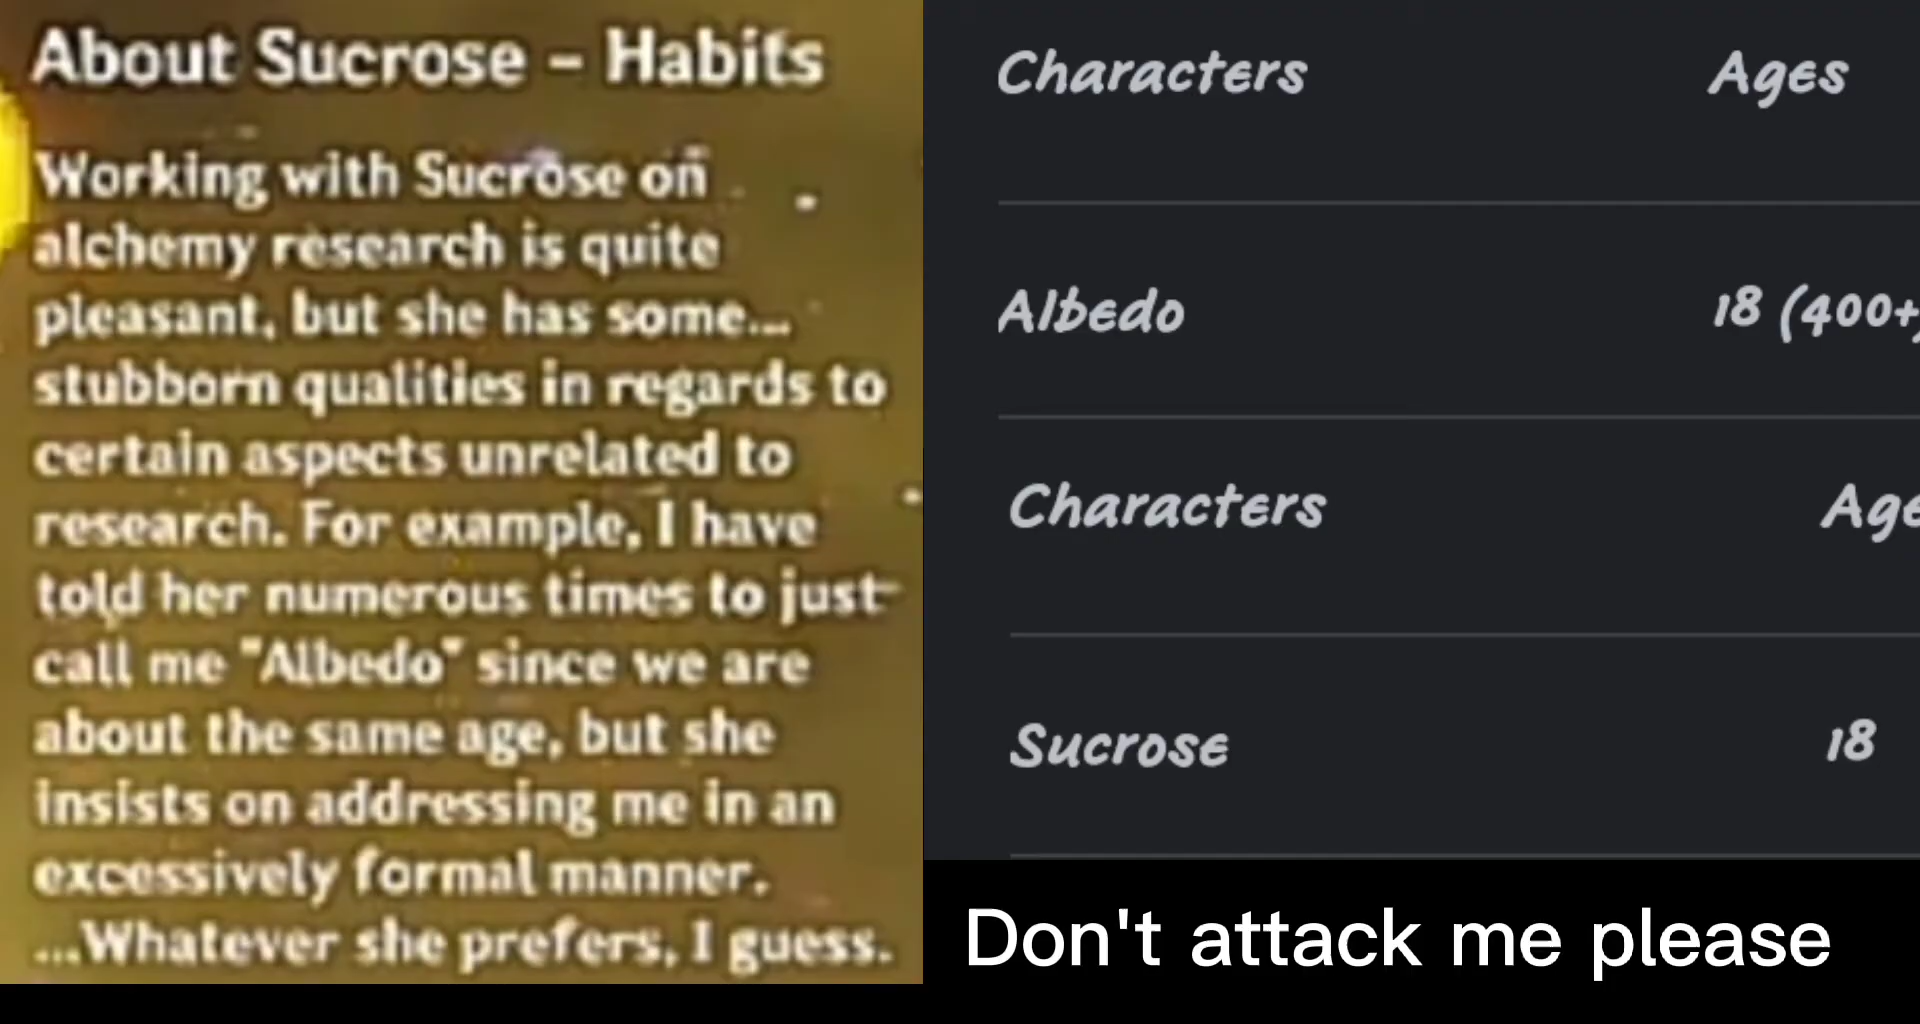 About Sucrose – Habits
Working with Sucrose on
alchemy research is quite
pleasant, but she has some...
stubborn qualities in regards to
certain aspects unrelated to
research. For example, I have
told her numerous times to just
call me "Albedo" since we are
about the same age, but she
insists on addressing me in an
excessively formal manner.
...Whatever she prefers, I guess.
Characters Ages
Albedo 18 (400+)
Characters Age
Sucrose 18
Don't attack me please